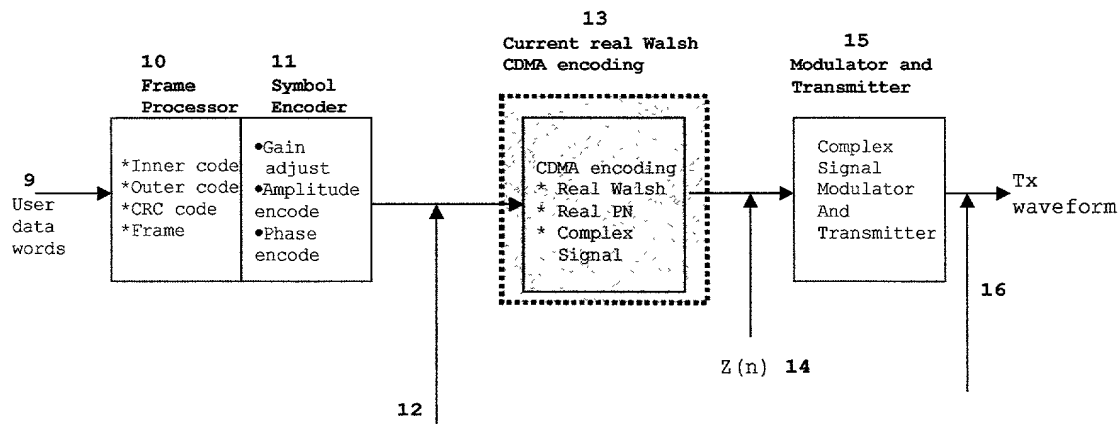 13
Current real Walsh
CDMA encoding
15
Modulator and
Transmitter
10
Frame
Processor
11
Symbol
Encoder
9
User
data
words
*Inner code
*Outer code
*CRC code
*Frame
•Gain
adjust
•Amplitude
encode
•Phase
encode
CDMA encoding
* Real Walsh
* Real PN
* Complex
Signal
Complex
Signal
Modulator
And
Transmitter
Tx
waveform
16
Z(n) 14
12